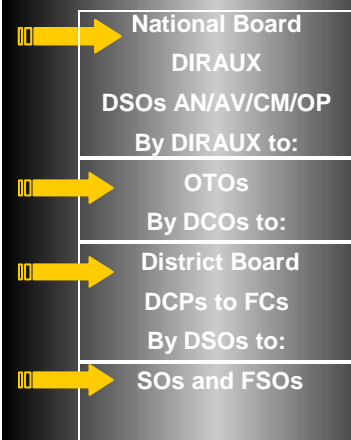 National Board
DIRAUX
DSOs AN/AV/CM/OP
By DIRAUX to:
OTOs
By DCOs to:
District Board
DCPs to FCs
By DSOs to:
SOs and FSOs